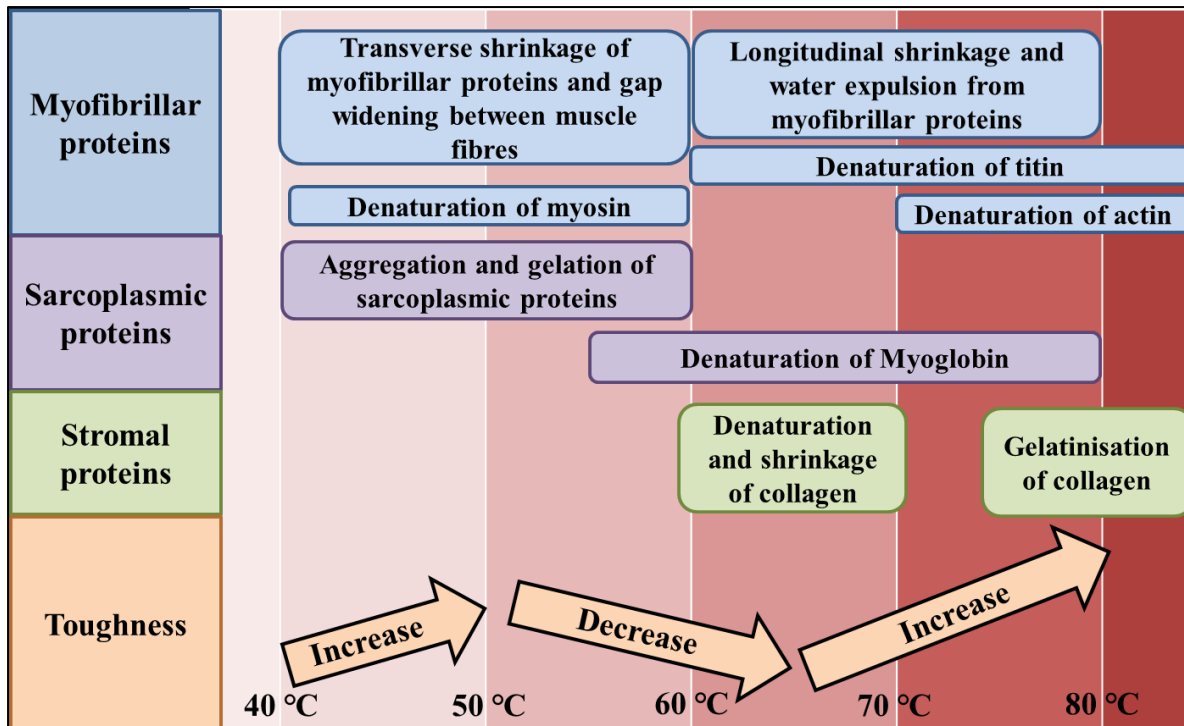 Myofibrillar
proteins
Transverse shrinkage of
myofibrillar proteins and gap
widening between muscle
fibres
Longitudinal shrinkage and
water expulsion from
myofibrillar proteins
Denaturation of titin
Denaturation of myosin
Denaturation of actin
Sarcoplasmic
proteins
Aggregation and gelation of
sarcoplasmic proteins
Denaturation of Myoglobin
Stromal
proteins
Denaturation
and shrinkage
of collagen
Gelatinisation
of collagen
Toughness
Increase
Decrease
Increase
40 °C
50 °C
60 °C
70 °C
80 °C